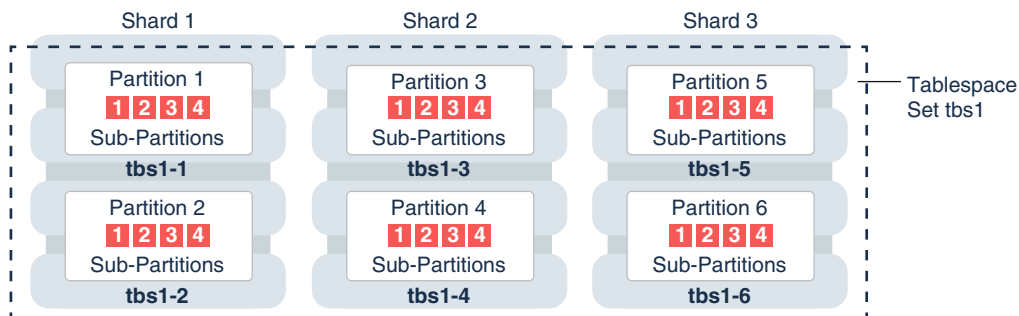 Shard 1
Shard 2
Shard 3
Partition 1
1 2 3 4
Sub-Partitions
tbs1-1
Partition 3
1 2 3 4
Sub-Partitions
tbs1-3
Partition 5
1 2 3 4
Sub-Partitions
tbs1-5
Tablespace
Set tbs1
Partition 2
1 2 3 4
Sub-Partitions
tbs1-2
Partition 4
1 2 3 4
Sub-Partitions
tbs1-4
Partition 6
1 2 3 4
Sub-Partitions
tbs1-6